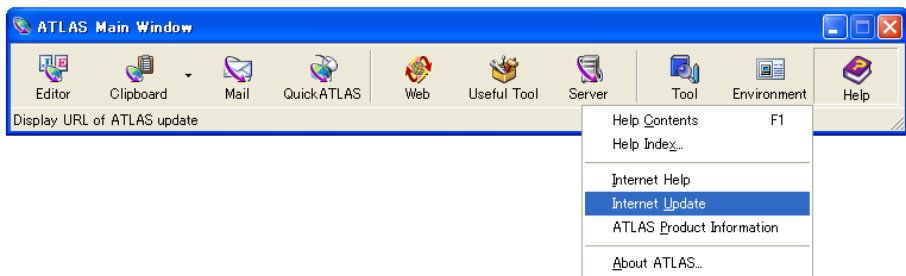 ATLAS Main Window
Editor Clipboard Mail QuickATLAS Web Useful Tool Server Tool Environment Help
Display URL of ATLAS update
Help Contents F1
Help Index...
Internet Help
Internet Update
ATLAS Product Information
About ATLAS...